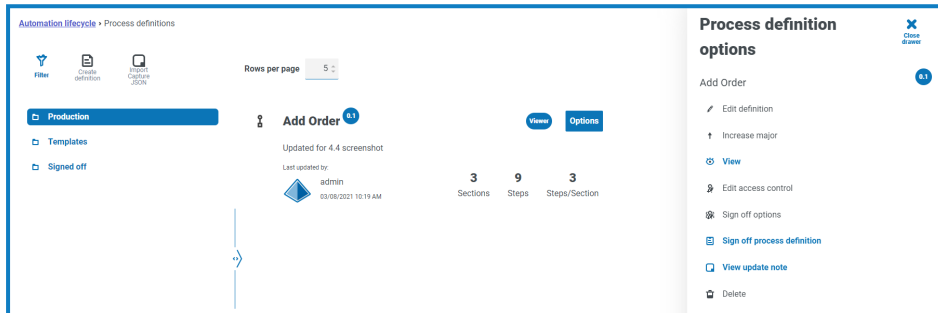 Automation lifecycle › Process definitions
Filter
Create
definition
Import
Capture
JSON
Rows per page 5
Production
Templates
Signed off
Add Order 0.1
Viewer
Options
Updated for 4.4 screenshot
Last updated by:
admin
03/08/2021 10:19 AM
3 9 3
Sections Steps Steps/Section
Process definition
options
Close
drawer
Add Order 0.1
Edit definition
Increase major
View
Edit access control
Sign off options
Sign off process definition
View update note
Delete